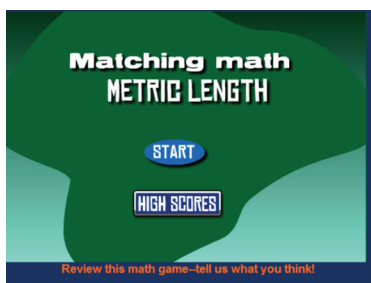 Matching math
METRIC LENGTH
START
HIGH SCORES
Review this math game--tell us what you think!